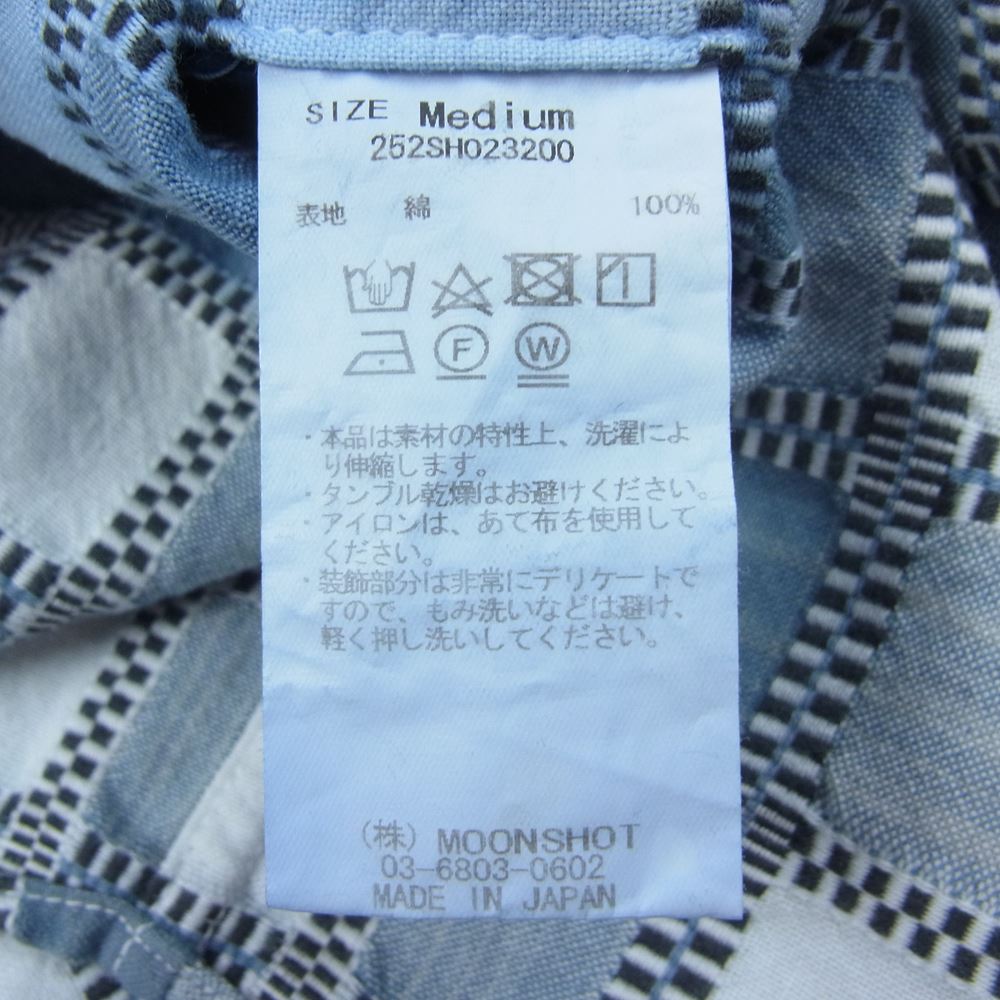 SIZE Medium
252SH023200
表地 綿 100%
F W
・本品は素材の特性上、洗濯によ
り伸縮します。
・タンブル乾燥はお避けください。
・アイロンは、あて布を使用して
ください。
・装飾部分は非常にデリケートで
すので、もみ洗いなどは避け、
軽く押し洗いしてください。
(株) MOONSHOT
03-6803-0602
MADE IN JAPAN